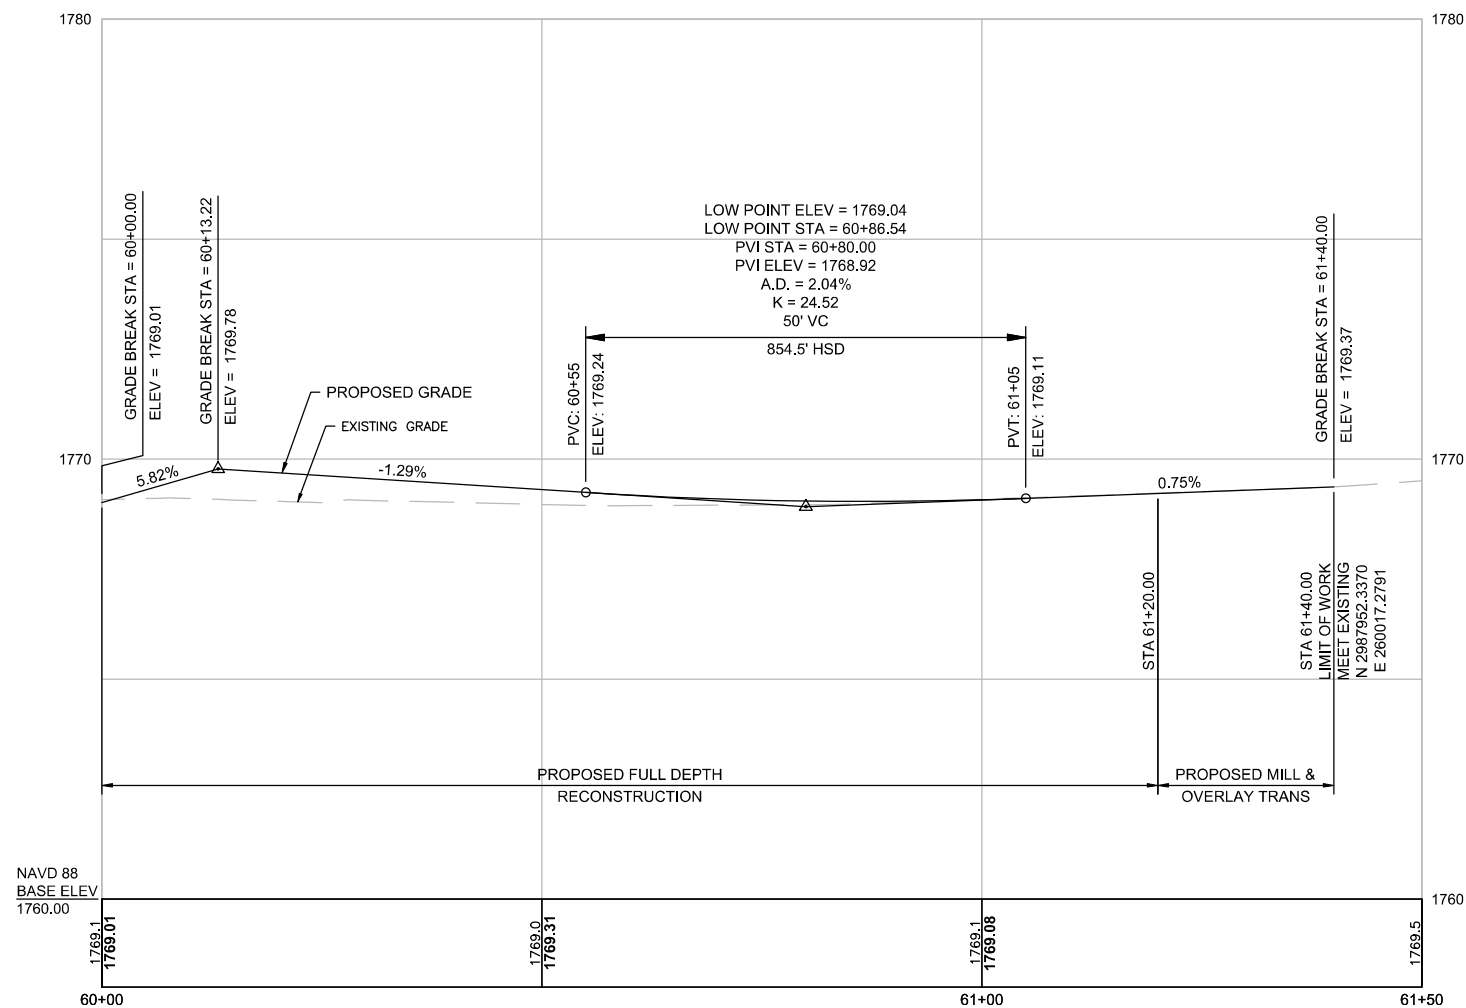 1780
1780
GRADE BREAK STA = 60+00.00
ELEV = 1769.01
GRADE BREAK STA = 60+13.22
ELEV = 1769.78
LOW POINT ELEV = 1769.04
LOW POINT STA = 60+86.54
PVI STA = 60+80.00
PVI ELEV = 1768.92
A.D. = 2.04%
K = 24.52
50' VC
854.5' HSD
PVC: 60+55
ELEV: 1769.24
PVT: 61+05
ELEV: 1769.11
GRADE BREAK STA = 61+40.00
ELEV = 1769.37
PROPOSED GRADE
EXISTING GRADE
1770
1770
5.82%
-1.29%
0.75%
STA 61+20.00
STA 61+40.00
LIMIT OF WORK
MEET EXISTING
N 2987952.3370
E 260017.2791
PROPOSED FULL DEPTH
RECONSTRUCTION
PROPOSED MILL &
OVERLAY TRANS
NAVD 88
BASE ELEV
1760.00
1760
1769.1
1769.01
1769.0
1769.31
1769.1
1769.08
1769.5
60+00
61+00
61+50